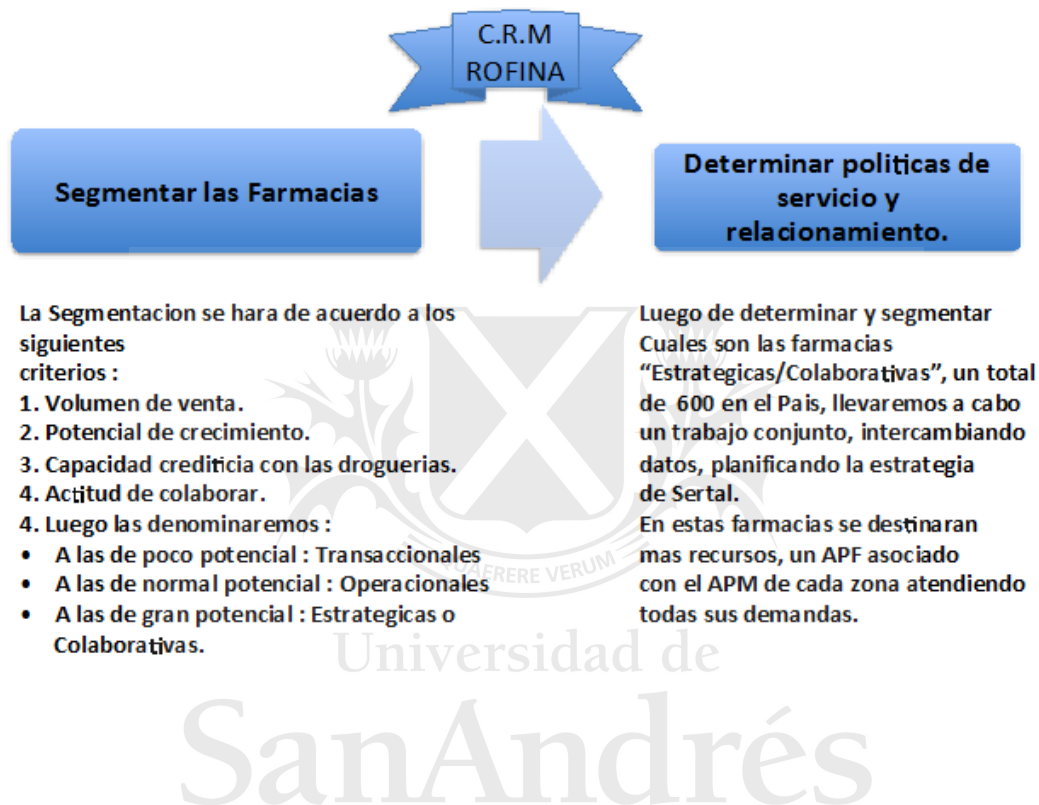 C.R.M
ROFINA
Segmentar las Farmacias
Determinar politicas de
servicio y
relacionamiento.
La Segmentacion se hara de acuerdo a los
siguientes
criterios :
1. Volumen de venta.
2. Potencial de crecimiento.
3. Capacidad crediticia con las droguerias.
4. Actitud de colaborar.
4. Luego las denominaremos :
• A las de poco potencial : Transaccionales
• A las de normal potencial : Operacionales
• A las de gran potencial : Estrategicas o
Colaborativas.
Luego de determinar y segmentar
Cuales son las farmacias
“Estrategicas/Colaborativas”, un total
de 600 en el Pais, llevaremos a cabo
un trabajo conjunto, intercambiando
datos, planificando la estrategia
de Sertal.
En estas farmacias se destinaran
mas recursos, un APF asociado
con el APM de cada zona atendiendo
todas sus demandas.
QUAERERE VERUM
Universidad de
SanAndrés